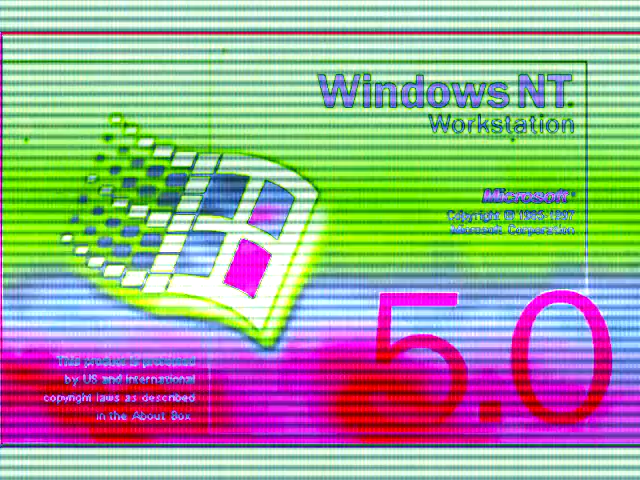 Windows NT
Workstation
Microsoft
Copyright © 1985-1997
Microsoft Corporation
5.0
This product is protected
by US and international
copyright laws as described
in the About Box